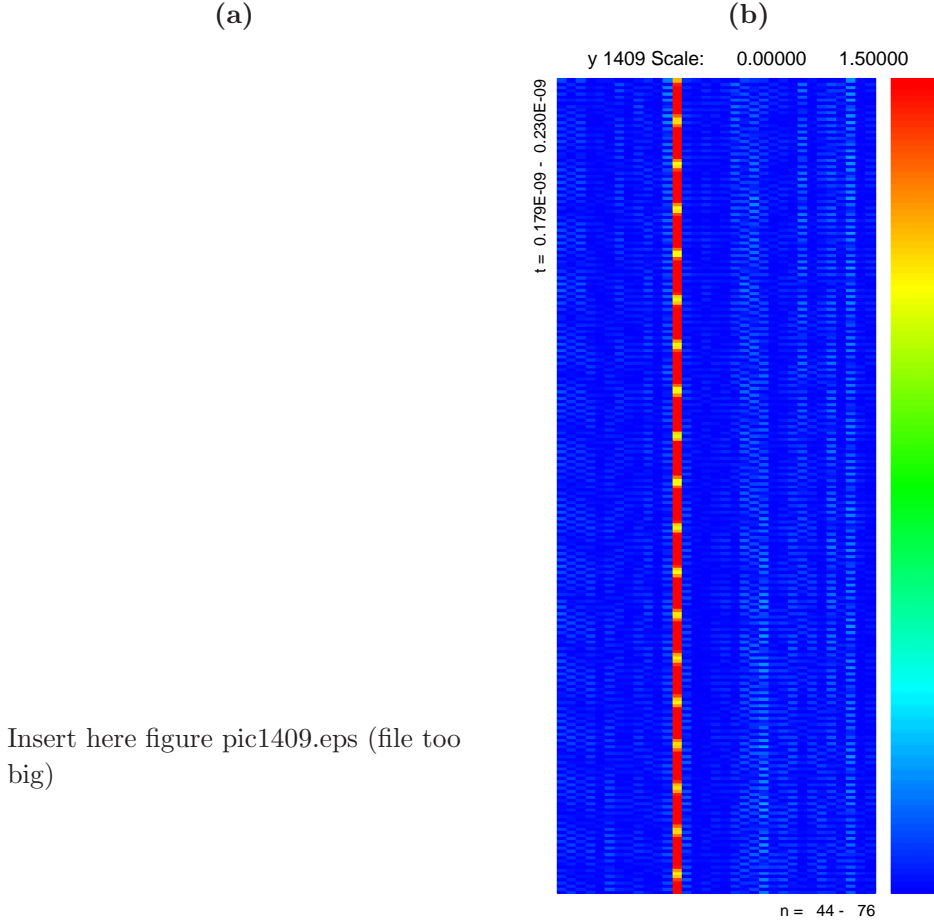 (a)
Insert here figure pic1409.eps (file too
big)
(b)
y 1409 Scale: 0.00000 1.50000
t = 0.179E-09 - 0.230E-09
n = 44 - 76